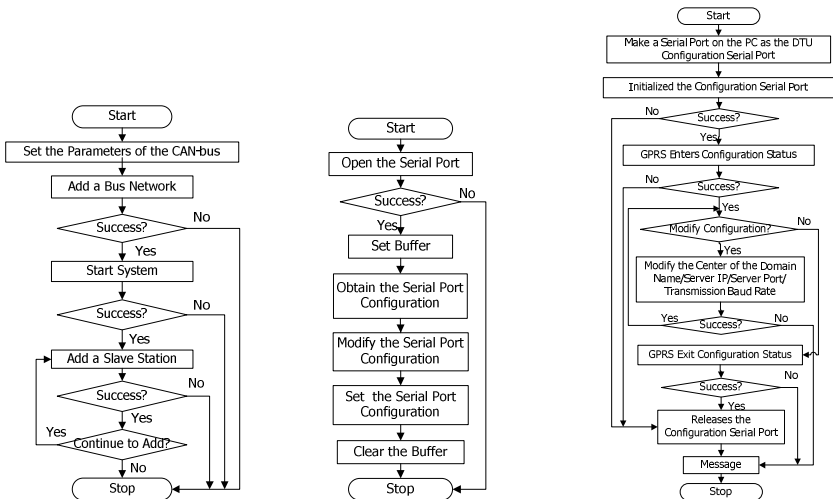 Start
Set the Parameters of the CAN-bus
Add a Bus Network
Success?
No
Yes
Start System
Success?
No
Yes
Add a Slave Station
Success?
No
Yes
Yes
Continue to Add?
No
Stop
Start
Open the Serial Port
No
Success?
Yes
Set Buffer
Obtain the Serial Port
Configuration
Modify the Serial Port
Configuration
Set the Serial Port
Configuration
Clear the Buffer
Stop
Start
Make a Serial Port on the PC as the DTU
Configuration Serial Port
Initialized the Configuration Serial Port
No
Success?
Yes
GPRS Enters Configuration Status
No
Success?
Yes
Modify Configuration?
No
Yes
Modify the Center of the Domain
Name/Server IP/Server Port/
Transmission Baud Rate
Yes
Success?
No
GPRS Exit Configuration Status
Success?
No
Yes
Releases the
Configuration Serial Port
Message
Stop